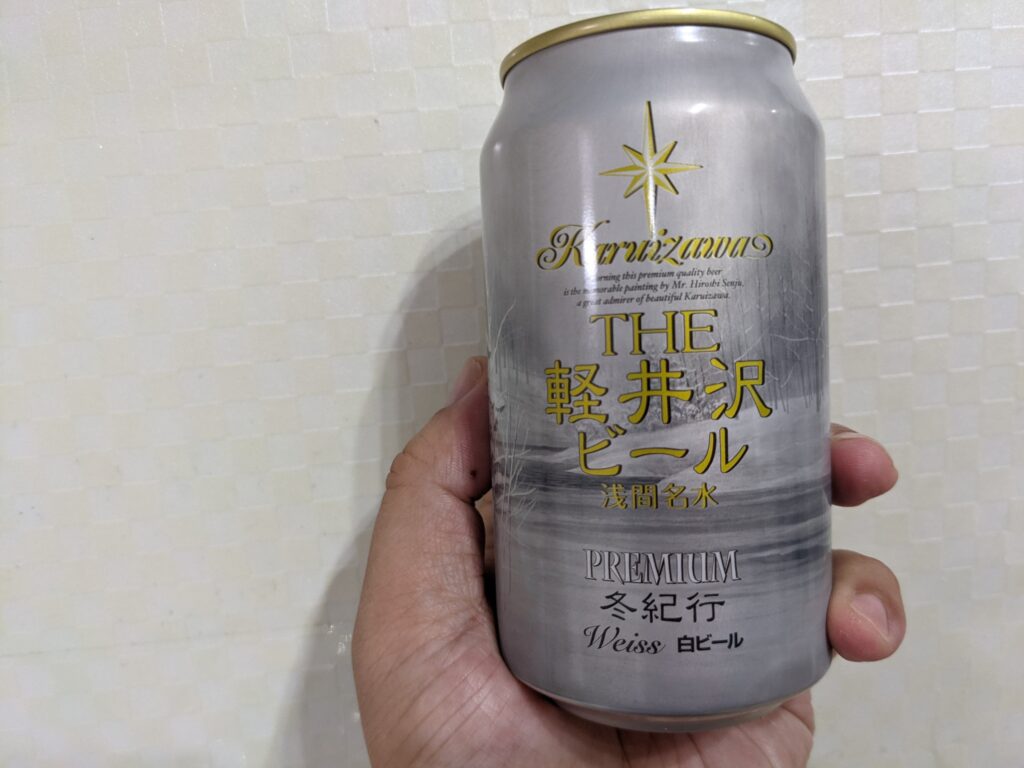 Karuizawa
orning this premium quality beer
is the memorable painting by Mr. Hiroshi Senju,
a great admirer of beautiful Karuizawa.
THE
軽井沢
ビール
浅間名水
PREMIUM
冬紀行
Weiss 白ビール